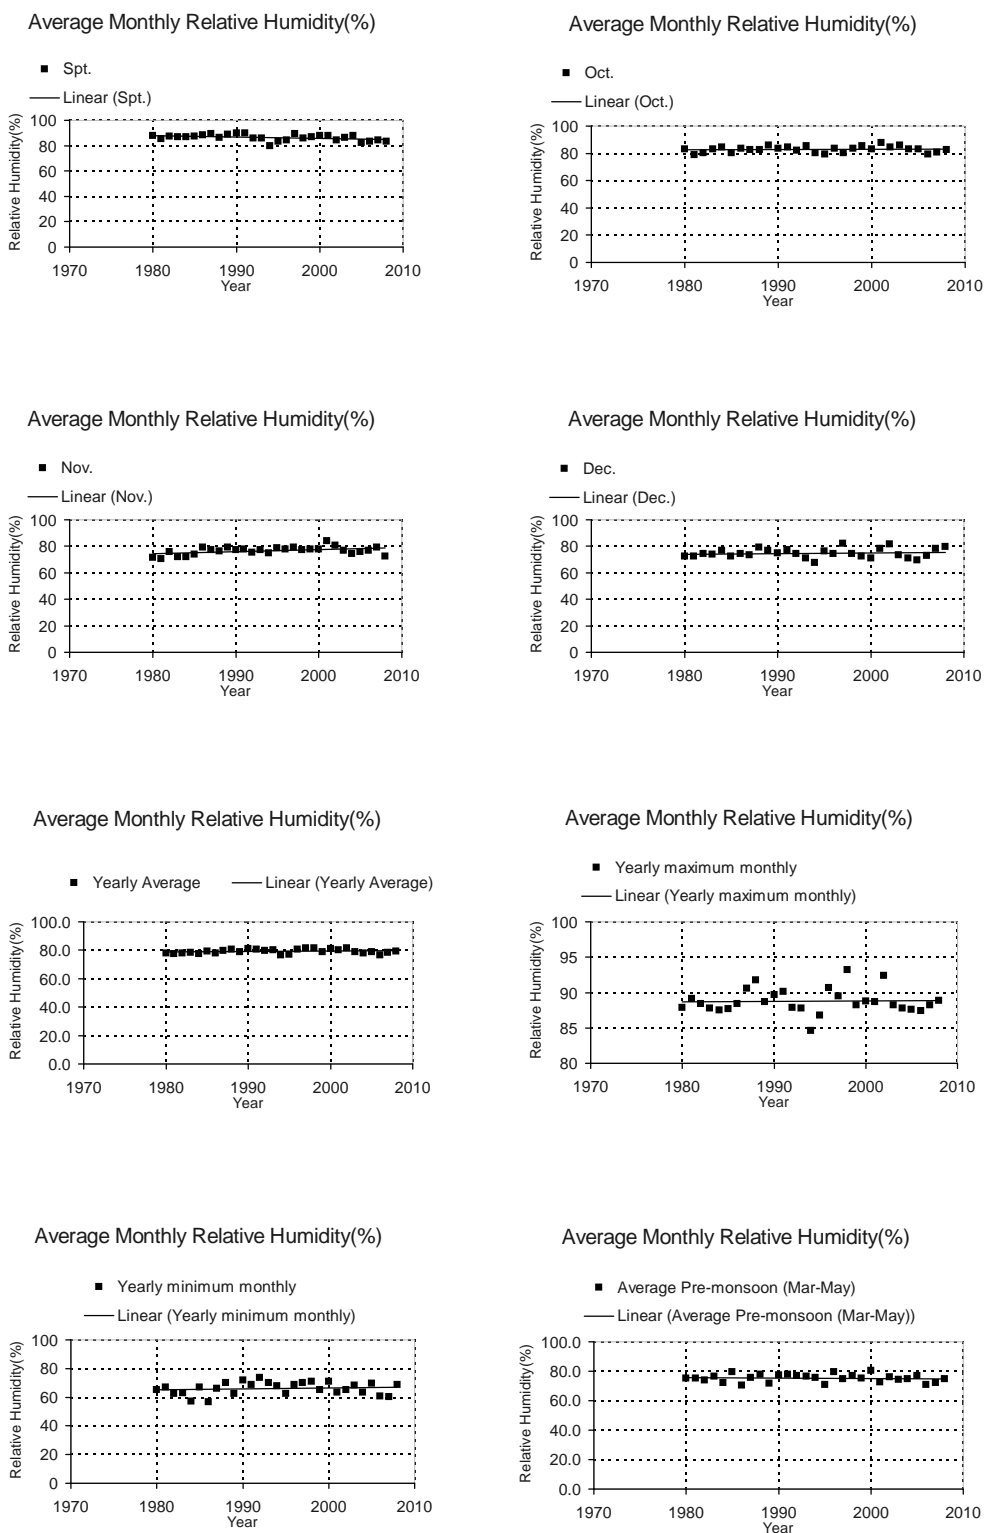 Average Monthly Relative Humidity(%)
Spt.
Linear (Spt.)
Relative Humidity(%)
100
80
60
40
20
0
1970 1980 1990 2000 2010
Year
Average Monthly Relative Humidity(%)
Oct.
Linear (Oct.)
Relative Humidity(%)
100
80
60
40
20
0
1970 1980 1990 2000 2010
Year
Average Monthly Relative Humidity(%)
Nov.
Linear (Nov.)
Relative Humidity(%)
100
80
60
40
20
0
1970 1980 1990 2000 2010
Year
Average Monthly Relative Humidity(%)
Dec.
Linear (Dec.)
Relative Humidity(%)
100
80
60
40
20
0
1970 1980 1990 2000 2010
Year
Average Monthly Relative Humidity(%)
Yearly Average Linear (Yearly Average)
Relative Humidity(%)
100.0
80.0
60.0
40.0
20.0
0.0
1970 1980 1990 2000 2010
Year
Average Monthly Relative Humidity(%)
Yearly maximum monthly
Linear (Yearly maximum monthly)
Relative Humidity(%)
100
95
90
85
80
1970 1980 1990 2000 2010
Year
Average Monthly Relative Humidity(%)
Yearly minimum monthly
Linear (Yearly minimum monthly)
Relative Humidity(%)
100
80
60
40
20
0
1970 1980 1990 2000 2010
Year
Average Monthly Relative Humidity(%)
Average Pre-monsoon (Mar-May)
Linear (Average Pre-monsoon (Mar-May))
Relative Humidity(%)
100.0
80.0
60.0
40.0
20.0
0.0
1970 1980 1990 2000 2010
Year